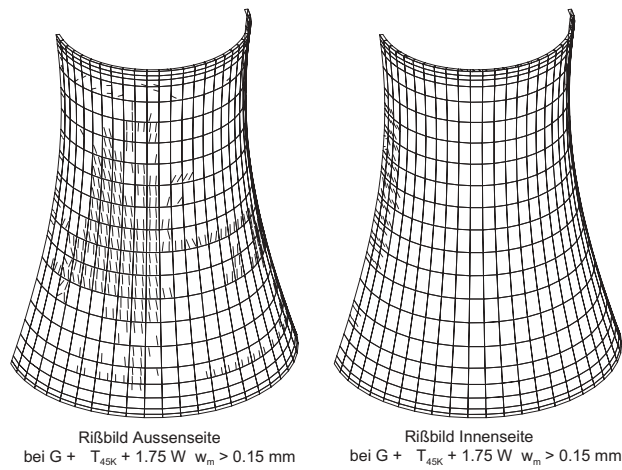 Rißbild Aussenseite
bei G + T45K + 1.75 W wm > 0.15 mm
Rißbild Innenseite
bei G + T45K + 1.75 W wm > 0.15 mm